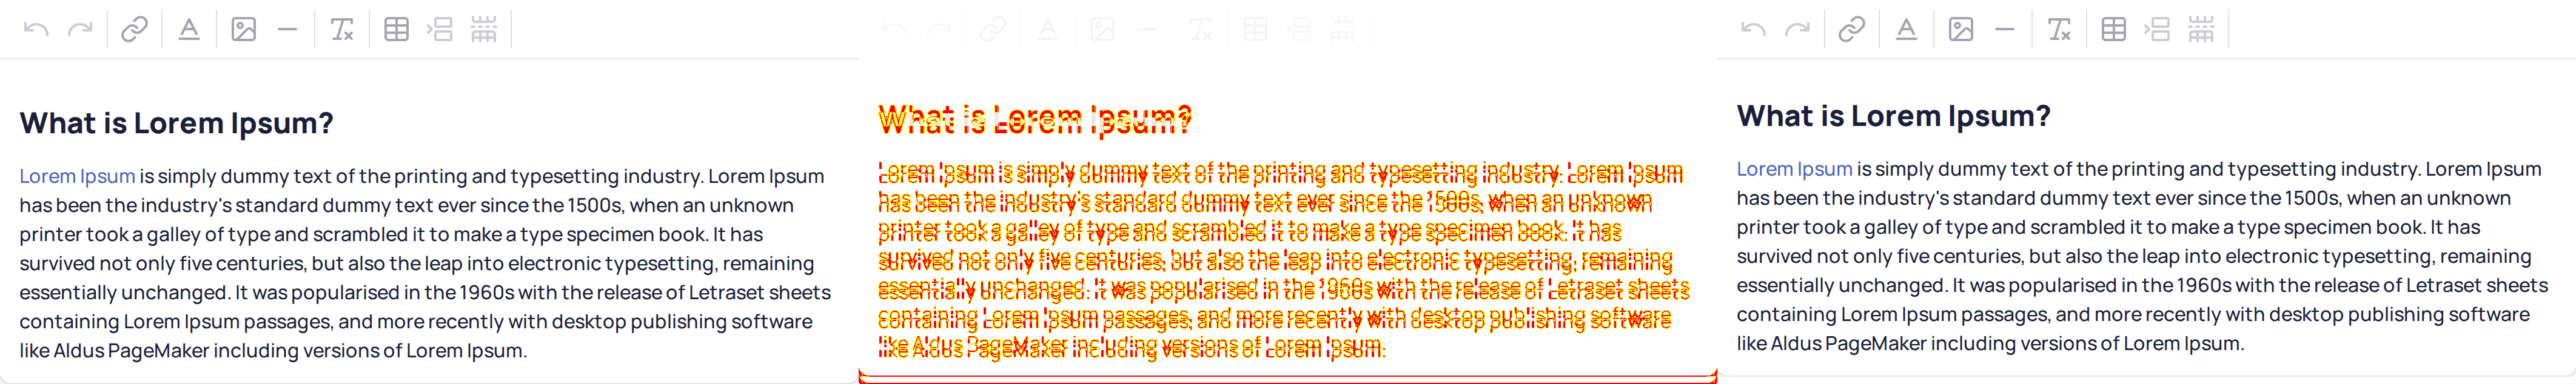 What is Lorem Ipsum?
Lorem Ipsum is simply dummy text of the printing and typesetting industry. Lorem Ipsum
has been the industry's standard dummy text ever since the 1500s, when an unknown
printer took a galley of type and scrambled it to make a type specimen book. It has
survived not only five centuries, but also the leap into electronic typesetting, remaining
essentially unchanged. It was popularised in the 1960s with the release of Letraset sheets
containing Lorem Ipsum passages, and more recently with desktop publishing software
like Aldus PageMaker including versions of Lorem Ipsum.
What is Lorem Ipsum?
Lorem Ipsum is simply dummy text of the printing and typesetting industry. Lorem Ipsum
has been the industry's standard dummy text ever since the 1500s, when an unknown
printer took a galley of type and scrambled it to make a type specimen book. It has
survived not only five centuries, but also the leap into electronic typesetting, remaining
essentially unchanged. It was popularised in the 1960s with the release of Letraset sheets
containing Lorem Ipsum passages, and more recently with desktop publishing software
like Aldus PageMaker including versions of Lorem Ipsum.
What is Lorem Ipsum?
Lorem Ipsum is simply dummy text of the printing and typesetting industry. Lorem Ipsum
has been the industry's standard dummy text ever since the 1500s, when an unknown
printer took a galley of type and scrambled it to make a type specimen book. It has
survived not only five centuries, but also the leap into electronic typesetting, remaining
essentially unchanged. It was popularised in the 1960s with the release of Letraset sheets
containing Lorem Ipsum passages, and more recently with desktop publishing software
like Aldus PageMaker including versions of Lorem Ipsum.